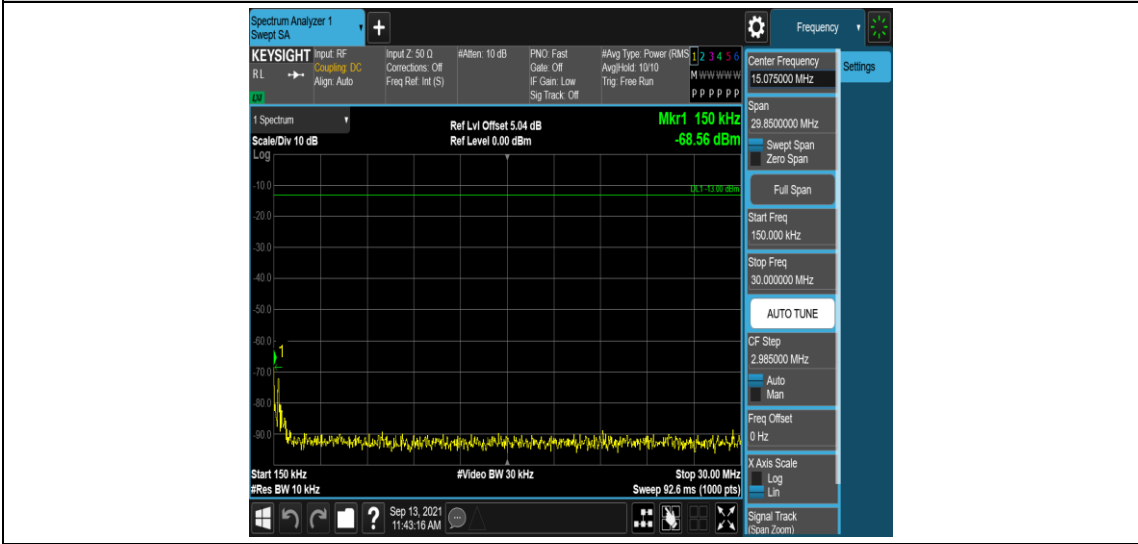 Spectrum Analyzer 1
Swept SA
+
Frequency
KEYSIGHT
RL
Input: RF
Coupling: DC
Align: Auto
Input Z: 50 Ω
Corrections: Off
Freq Ref: Int (S)
#Atten: 10 dB
PNO: Fast
Gate: Off
IF Gain: Low
Sig Track: Off
#Avg Type: Power (RMS
Avg|Hold: 10/10
Trig: Free Run
1 2 3 4 5 6
M W W W W W
P P P P P P
1 Spectrum
Scale/Div 10 dB
Log
Ref Lvl Offset 5.04 dB
Ref Level 0.00 dBm
Mkr1 150 kHz
-68.56 dBm
DL1 -13.00 dBm
-10.0
-20.0
-30.0
-40.0
-50.0
-60.0
1
-70.0
-80.0
-90.0
Start 150 kHz
#Res BW 10 kHz
#Video BW 30 kHz
Stop 30.00 MHz
Sweep 92.6 ms (1000 pts)
?
Sep 13, 2021
11:43:16 AM
Center Frequency
15.075000 MHz
Settings
Span
29.8500000 MHz
Swept Span
Zero Span
Full Span
Start Freq
150.000 kHz
Stop Freq
30.000000 MHz
AUTO TUNE
CF Step
2.985000 MHz
Auto
Man
Freq Offset
0 Hz
X Axis Scale
Log
Lin
Signal Track
(Span Zoom)